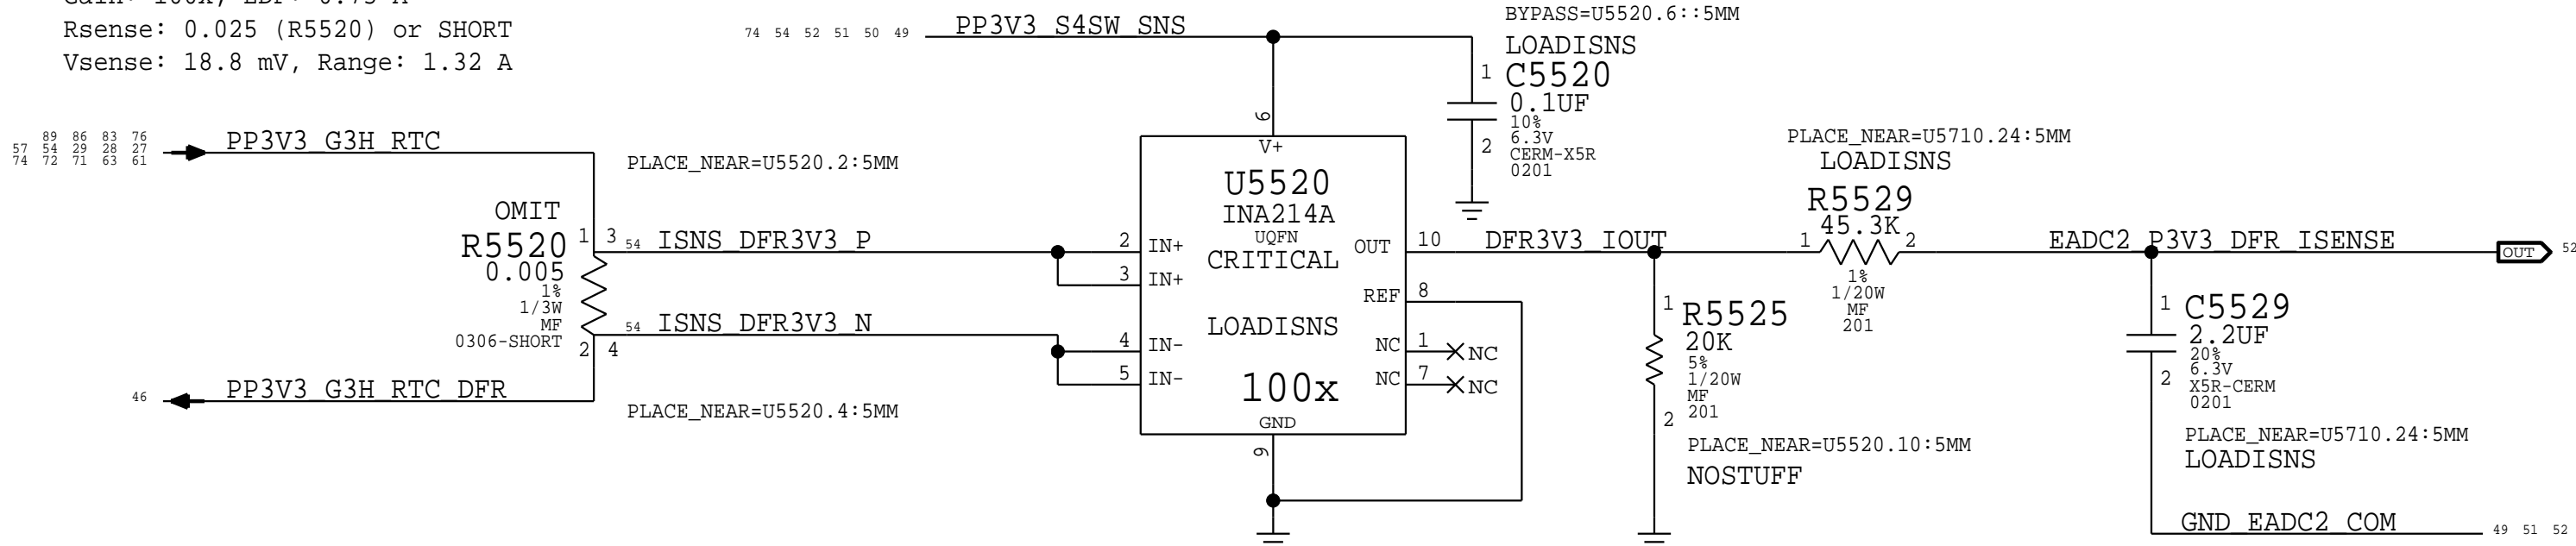 Gain: 100x, EDP: 0.75 A
Rsense: 0.025 (R5520) or SHORT
Vsense: 18.8 mV, Range: 1.32 A
74 54 52 51 50 49
PP3V3_S4SW_SNS
BYPASS=U5520.6::5MM
LOADISNS
1
C5520
0.1UF
10%
6.3V
2
CERM-X5R
0201
89 86 83 76
57 54 29 28 27
74 72 71 63 61
PP3V3_G3H_RTC
PLACE_NEAR=U5520.2:5MM
OMIT
R5520
0.005
1%
1/3W
MF
0306-SHORT
1 3
2 4
54 ISNS_DFR3V3_P
54 ISNS_DFR3V3_N
46
PP3V3_G3H_RTC_DFR
PLACE_NEAR=U5520.4:5MM
6
V+
U5520
INA214A
UQFN
CRITICAL
LOADISNS
100x
GND
9
2 IN+
3 IN+
4 IN-
5 IN-
OUT 10
REF 8
NC 1 NC
NC 7 NC
DFR3V3_IOUT
1
R5525
20K
5%
1/20W
MF
201
2
PLACE_NEAR=U5520.10:5MM
NOSTUFF
PLACE_NEAR=U5710.24:5MM
LOADISNS
R5529
45.3K
1 2
1%
1/20W
MF
201
EADC2_P3V3_DFR_ISENSE
OUT 52
1
C5529
2.2UF
20%
6.3V
2
X5R-CERM
0201
PLACE_NEAR=U5710.24:5MM
LOADISNS
GND_EADC2_COM
49 51 52